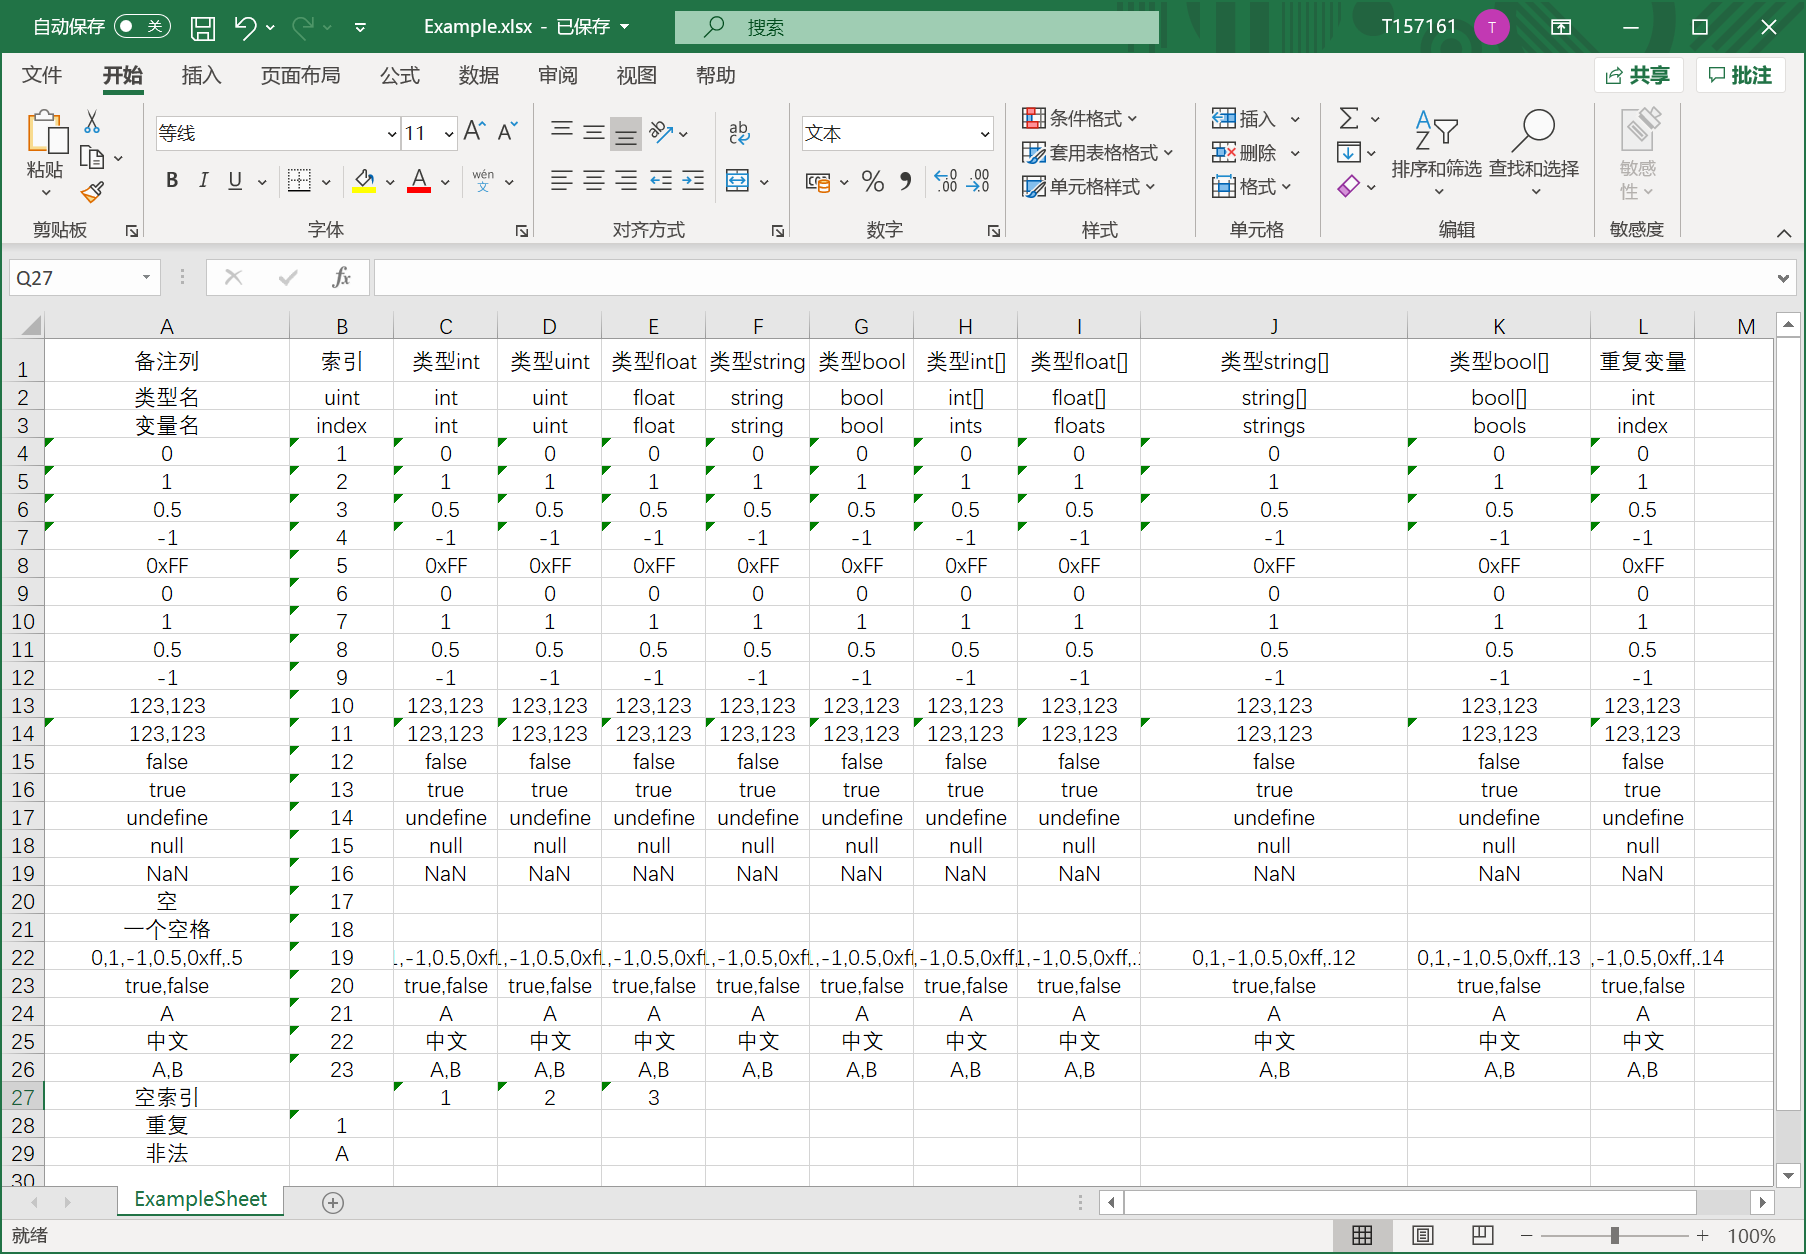 自动保存 关 Example.xlsx - 已保存 搜索 T157161 T
文件 开始 插入 页面布局 公式 数据 审阅 视图 帮助 共享 批注
粘贴 等线 11 A A ab 文本 条件格式 插入 排序和筛选 查找和选择 敏感性
套用表格格式 删除
B I U A wén 文 % 单元格样式 格式
剪贴板 字体 对齐方式 数字 样式 单元格 编辑 敏感度
Q27 fx
A B C D E F G H I J K L M
1 备注列 索引 类型int 类型uint 类型float 类型string 类型bool 类型int[] 类型float[] 类型string[] 类型bool[] 重复变量
2 类型名 uint int uint float string bool int[] float[] string[] bool[] int
3 变量名 index int uint float string bool ints floats strings bools index
4 0 1 0 0 0 0 0 0 0 0 0 0
5 1 2 1 1 1 1 1 1 1 1 1 1
6 0.5 3 0.5 0.5 0.5 0.5 0.5 0.5 0.5 0.5 0.5 0.5
7 -1 4 -1 -1 -1 -1 -1 -1 -1 -1 -1 -1
8 0xFF 5 0xFF 0xFF 0xFF 0xFF 0xFF 0xFF 0xFF 0xFF 0xFF 0xFF
9 0 6 0 0 0 0 0 0 0 0 0 0
10 1 7 1 1 1 1 1 1 1 1 1 1
11 0.5 8 0.5 0.5 0.5 0.5 0.5 0.5 0.5 0.5 0.5 0.5
12 -1 9 -1 -1 -1 -1 -1 -1 -1 -1 -1 -1
13 123,123 10 123,123 123,123 123,123 123,123 123,123 123,123 123,123 123,123 123,123 123,123
14 123,123 11 123,123 123,123 123,123 123,123 123,123 123,123 123,123 123,123 123,123 123,123
15 false 12 false false false false false false false false false false
16 true 13 true true true true true true true true true true
17 undefine 14 undefine undefine undefine undefine undefine undefine undefine undefine undefine undefine
18 null 15 null null null null null null null null null null
19 NaN 16 NaN NaN NaN NaN NaN NaN NaN NaN NaN NaN
20 空 17
21 一个空格 18
22 0,1,-1,0.5,0xff,.5 19 ,-1,0.5,0xf ,-1,0.5,0xf ,-1,0.5,0xf ,-1,0.5,0xf ,-1,0.5,0xf ,-1,0.5,0xff, 1,-1,0.5,0xff,. 0,1,-1,0.5,0xff,.12 0,1,-1,0.5,0xff,.13 ,-1,0.5,0xff,.14
23 true,false 20 true,false true,false true,false true,false true,false true,false true,false true,false true,false true,false
24 A 21 A A A A A A A A A A
25 中文 22 中文 中文 中文 中文 中文 中文 中文 中文 中文 中文
26 A,B 23 A,B A,B A,B A,B A,B A,B A,B A,B A,B A,B
27 空索引 1 2 3
28 重复 1
29 非法 A
30
ExampleSheet
就绪 100%